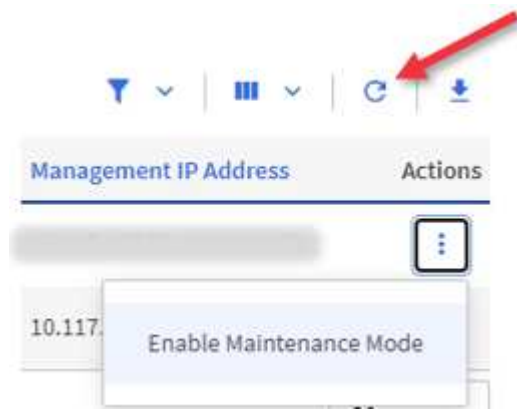 Management IP Address Actions
10.117.
Enable Maintenance Mode